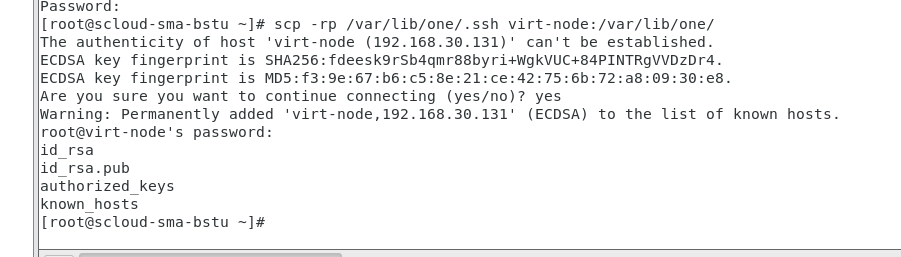 Password:
[root@scloud-sma-bstu ~]# scp -rp /var/lib/one/.ssh virt-node:/var/lib/one/
The authenticity of host 'virt-node (192.168.30.131)' can't be established.
ECDSA key fingerprint is SHA256:fdeesk9rSb4qmr88byri+WgkVUC+84PINTRgVVDzDr4.
ECDSA key fingerprint is MD5:f3:9e:67:b6:c5:8e:21:ce:42:75:6b:72:a8:09:30:e8.
Are you sure you want to continue connecting (yes/no)? yes
Warning: Permanently added 'virt-node,192.168.30.131' (ECDSA) to the list of known hosts.
root@virt-node's password:
id_rsa
id_rsa.pub
authorized_keys
known_hosts
[root@scloud-sma-bstu ~]#